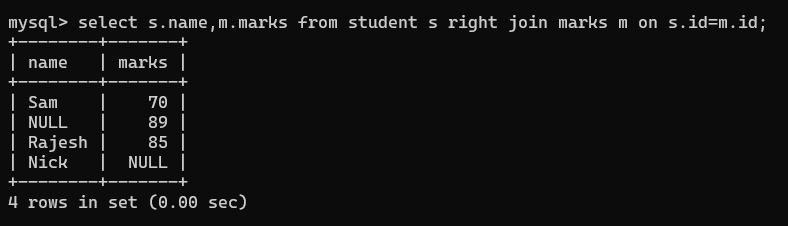 mysql> select s.name,m.marks from student s right join marks m on s.id=m.id;
+--------+-------+
| name   | marks |
+--------+-------+
| Sam    |    70 |
| NULL   |    89 |
| Rajesh |    85 |
| Nick   |  NULL |
+--------+-------+
4 rows in set (0.00 sec)